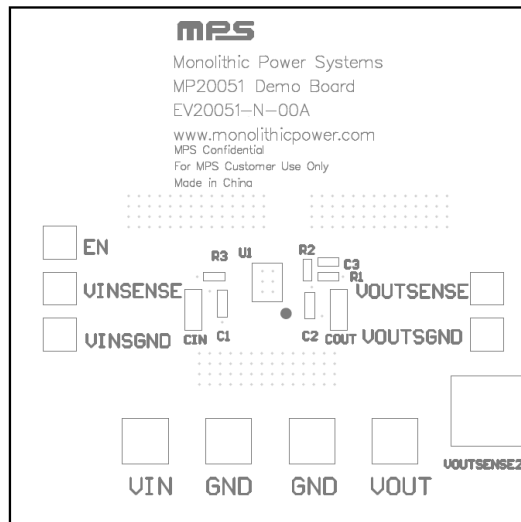 mps
Monolithic Power Systems
MP20051 Demo Board
EV20051-N-00A
www.monolithicpower.com
MPS Confidential
For MPS Customer Use Only
Made in China
EN
R3
U1
R2
C3
R1
VINSENSE
VOUTSENSE
VINSGND
CIN
C1
C2
COUT
VOUTSGND
VOUTSENSE2
VIN
GND
GND
VOUT